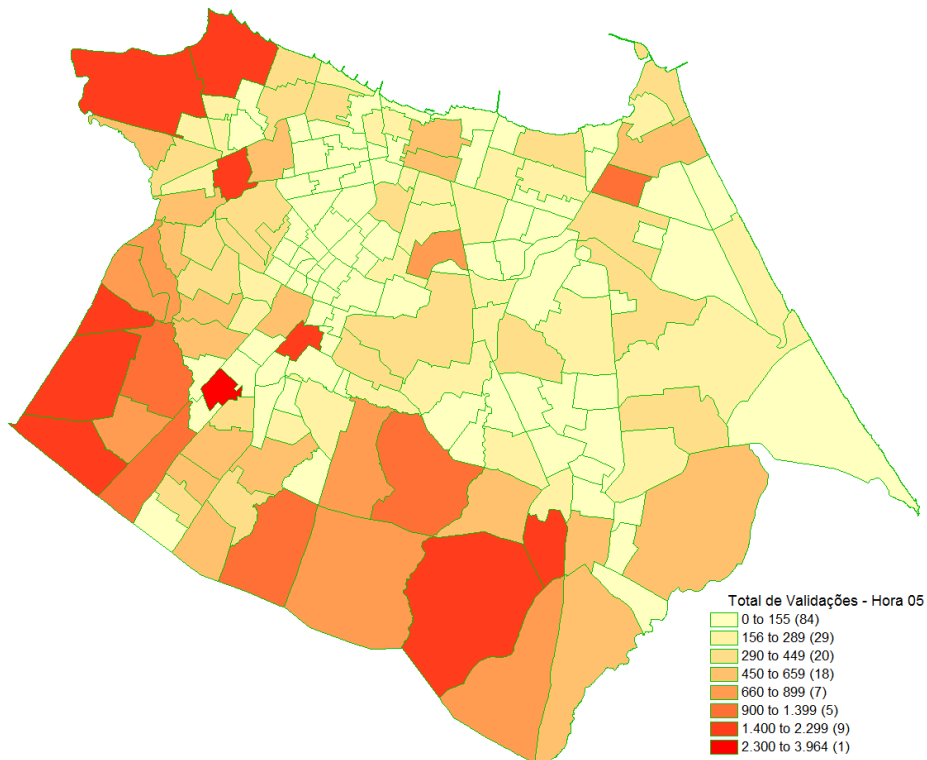 Total de Validações - Hora 05
0 to 155 (84)
156 to 289 (29)
290 to 449 (20)
450 to 659 (18)
660 to 899 (7)
900 to 1.399 (5)
1.400 to 2.299 (9)
2.300 to 3.964 (1)